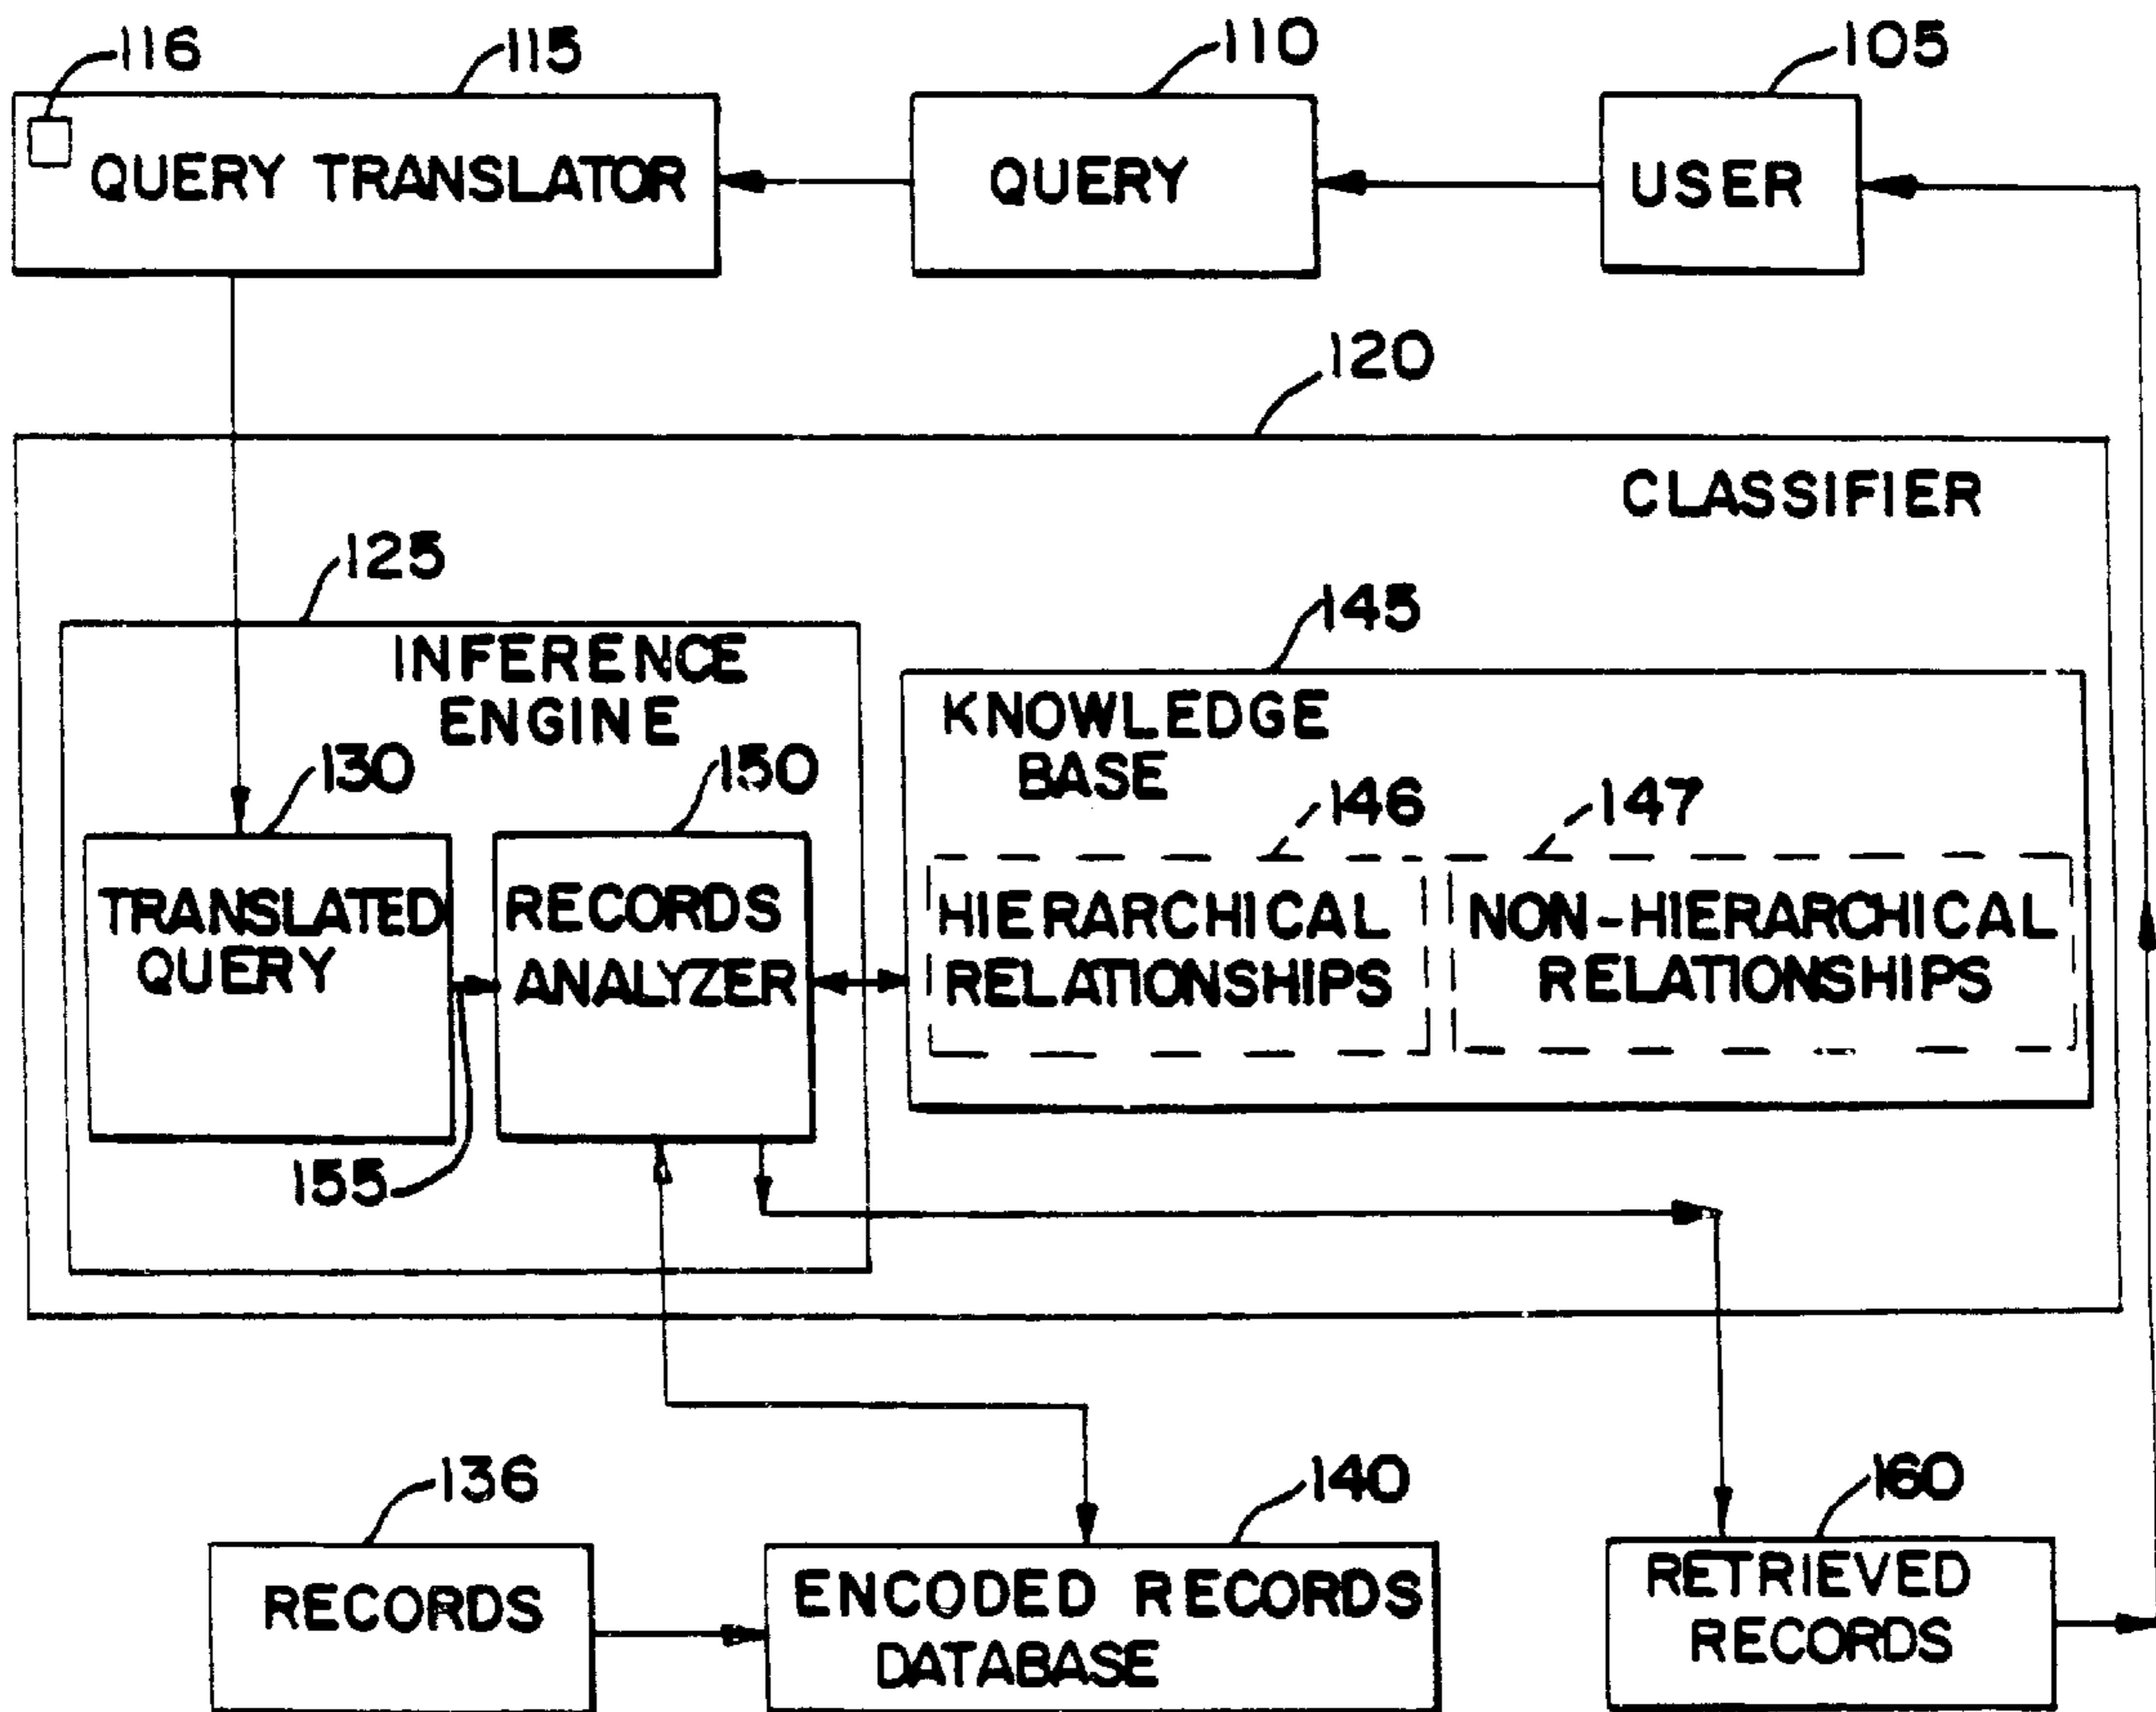 116
115
110
105
QUERY TRANSLATOR
QUERY
USER
120
CLASSIFIER
125
INFERENCE
ENGINE
145
KNOWLEDGE
BASE
130
150
146
147
TRANSLATED
QUERY
RECORDS
ANALYZER
HIERARCHICAL
RELATIONSHIPS
NON-HIERARCHICAL
RELATIONSHIPS
155
136
140
160
RECORDS
ENCODED RECORDS
DATABASE
RETRIEVED
RECORDS